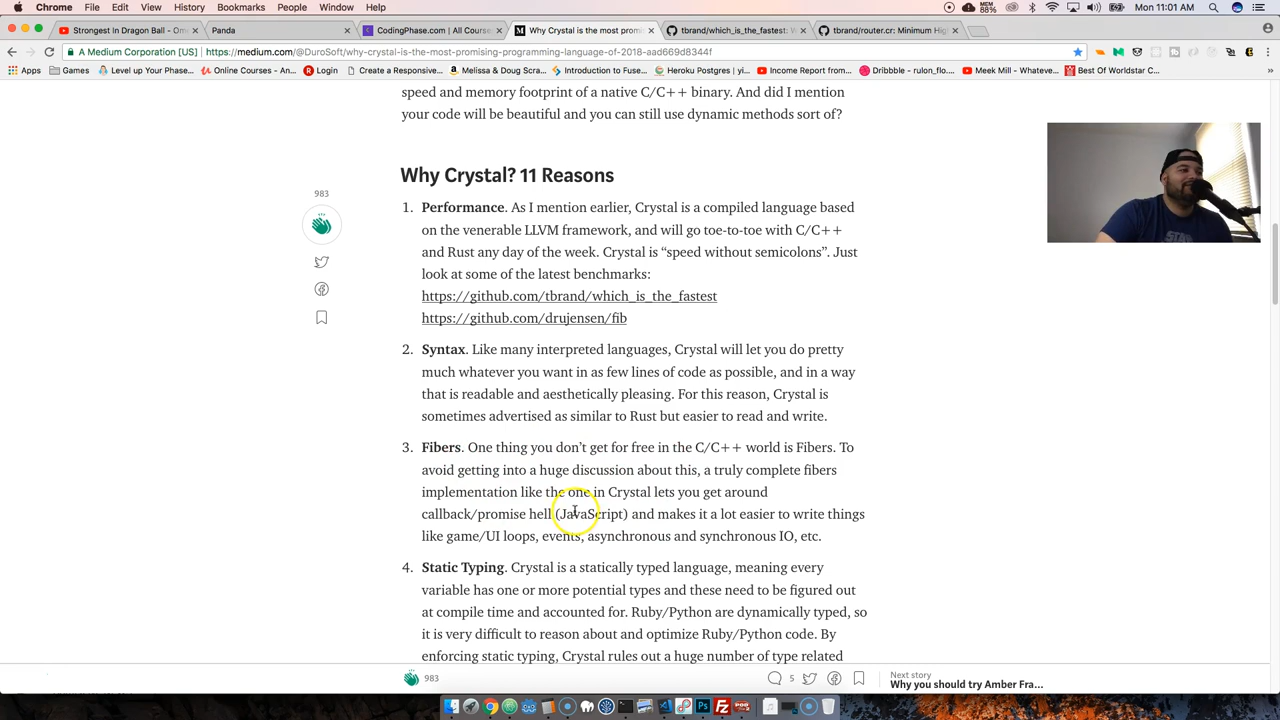 Chrome File Edit View History Bookmarks People Window Help MEM 88% Mon 11:01 AM
Strongest In Dragon Ball - Om
Panda
CodingPhase.com | All Course
Why Crystal is the most promi
tbrand/which_is_the_fastest: W
tbrand/router.cr: Minimum Hig
A Medium Corporation [US] https://medium.com/@DuroSoft/why-crystal-is-the-most-promising-programming-language-of-2018-aad669d8344f
Apps Games Level up Your Phase... Online Courses - An... Login Create a Responsive... Melissa & Doug Scra... Introduction to Fuse... Heroku Postgres | yi... Income Report from... Dribbble - rulon_flo... Meek Mill - Whateve... Best Of Worldstar C...
speed and memory footprint of a native C/C++ binary. And did I mention
your code will be beautiful and you can still use dynamic methods sort of?
Why Crystal? 11 Reasons
983
1. Performance. As I mention earlier, Crystal is a compiled language based
on the venerable LLVM framework, and will go toe-to-toe with C/C++
and Rust any day of the week. Crystal is “speed without semicolons”. Just
look at some of the latest benchmarks:
https://github.com/tbrand/which_is_the_fastest
https://github.com/drujensen/fib
2. Syntax. Like many interpreted languages, Crystal will let you do pretty
much whatever you want in as few lines of code as possible, and in a way
that is readable and aesthetically pleasing. For this reason, Crystal is
sometimes advertised as similar to Rust but easier to read and write.
3. Fibers. One thing you don’t get for free in the C/C++ world is Fibers. To
avoid getting into a huge discussion about this, a truly complete fibers
implementation like the one in Crystal lets you get around
callback/promise hell (JavaScript) and makes it a lot easier to write things
like game/UI loops, events, asynchronous and synchronous IO, etc.
4. Static Typing. Crystal is a statically typed language, meaning every
variable has one or more potential types and these need to be figured out
at compile time and accounted for. Ruby/Python are dynamically typed, so
it is very difficult to reason about and optimize Ruby/Python code. By
enforcing static typing, Crystal rules out a huge number of type related
983
5
Next story
Why you should try Amber Fra...